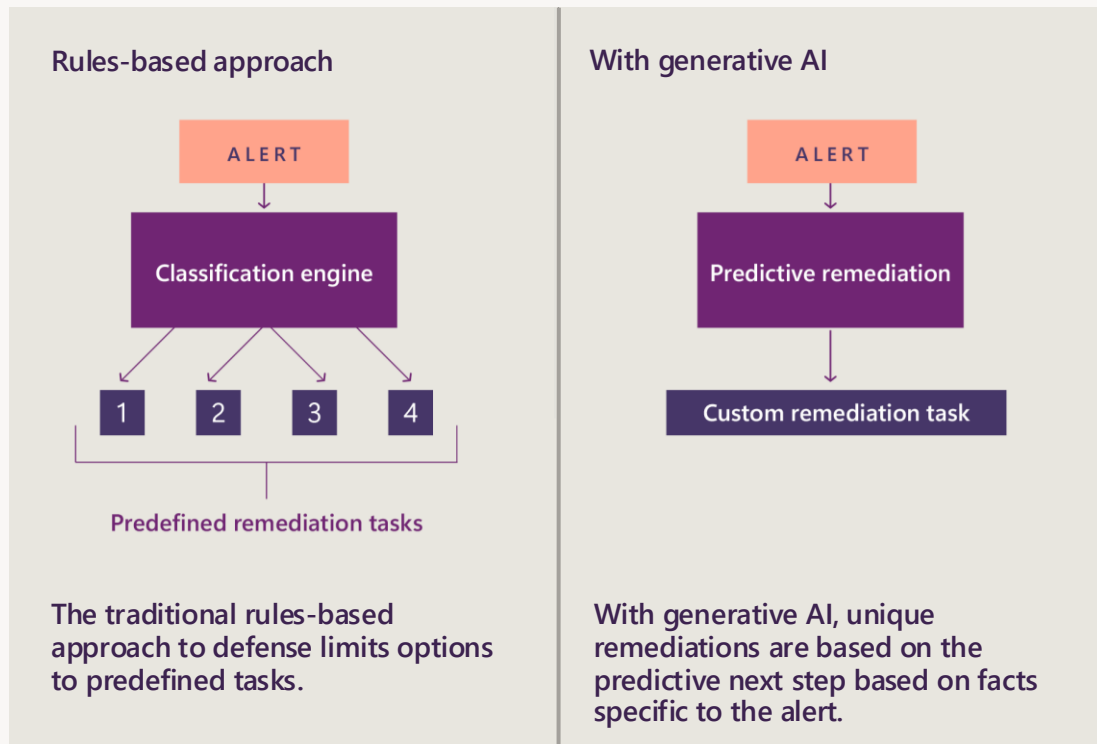 Rules-based approach
ALERT
Classification engine
1 2 3 4
Predefined remediation tasks
The traditional rules-based
approach to defense limits options
to predefined tasks.
With generative AI
ALERT
Predictive remediation
Custom remediation task
With generative AI, unique
remediations are based on the
predictive next step based on facts
specific to the alert.